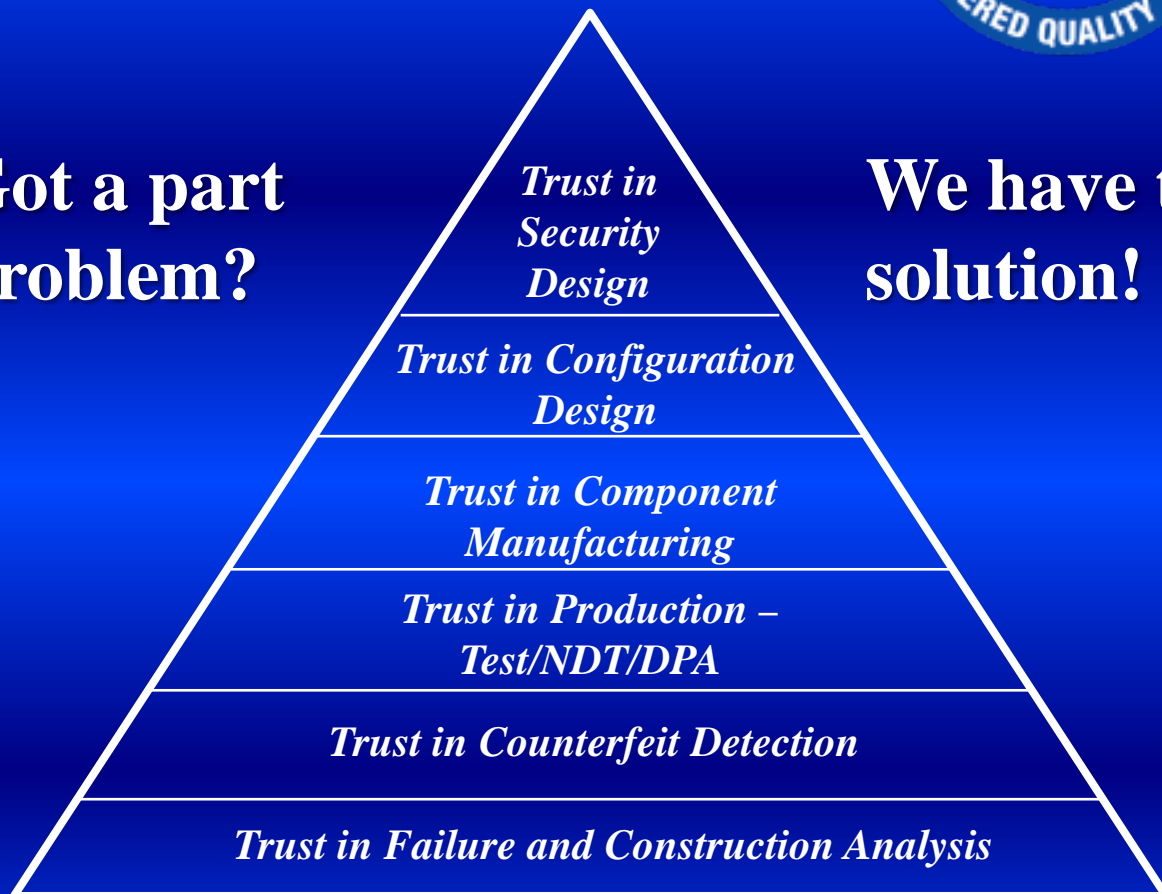 ERED QUALITY
ot a part
roblem?
We have
solution!
Trust in
Security
Design
Trust in Configuration
Design
Trust in Component
Manufacturing
Trust in Production –
Test/NDT/DPA
Trust in Counterfeit Detection
Trust in Failure and Construction Analysis